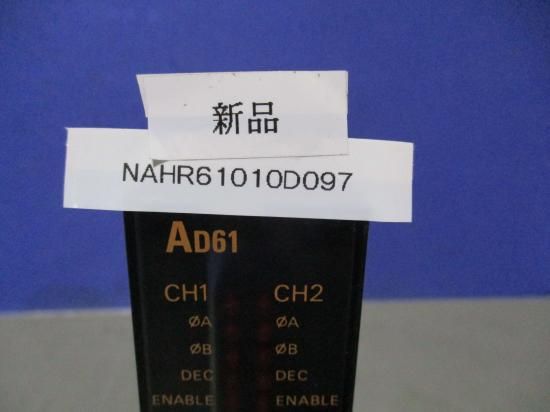 新品
NAHR61010D097
AD61
CH1 CH2
ØA ØA
ØB ØB
DEC DEC
ENABLE ENABLE